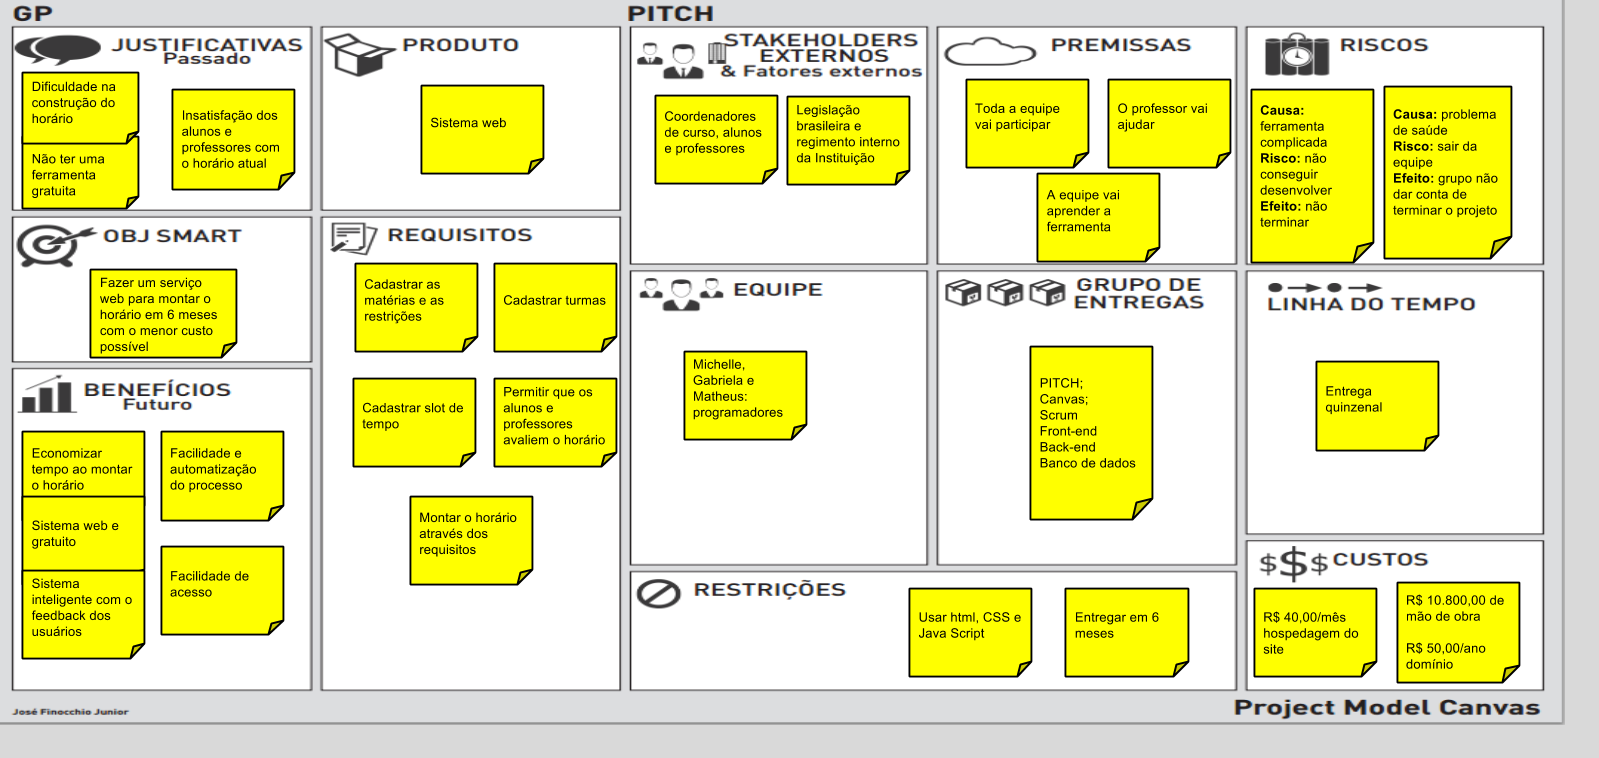 GP
PITCH
JUSTIFICATIVAS
Passado
Dificuldade na
construção do
horário
Não ter uma
ferramenta
gratuita
Insatisfação dos
alunos e
professores com
o horário atual
OBJ SMART
Fazer um serviço
web para montar o
horário em 6 meses
com o menor custo
possível
BENEFÍCIOS
Futuro
Economizar
tempo ao montar
o horário
Sistema web e
gratuito
Sistema
inteligente com o
feedback dos
usuários
Facilidade e
automatização
do processo
Facilidade de
acesso
PRODUTO
Sistema web
REQUISITOS
Cadastrar as
matérias e as
restrições
Cadastrar turmas
Cadastrar slot de
tempo
Permitir que os
alunos e
professores
avaliem o horário
Montar o horário
através dos
requisitos
STAKEHOLDERS
EXTERNOS
& Fatores externos
Coordenadores
de curso, alunos
e professores
Legislação
brasileira e
regimento interno
da Instituição
EQUIPE
Michelle,
Gabriela e
Matheus:
programadores
PREMISSAS
Toda a equipe
vai participar
O professor vai
ajudar
A equipe vai
aprender a
ferramenta
GRUPO DE
ENTREGAS
PITCH;
Canvas;
Scrum
Front-end
Back-end
Banco de dados
RESTRIÇÕES
Usar html, CSS e
Java Script
Entregar em 6
meses
RISCOS
Causa:
ferramenta
complicada
Risco: não
conseguir
desenvolver
Efeito: não
terminar
Causa: problema
de saúde
Risco: sair da
equipe
Efeito: grupo não
dar conta de
terminar o projeto
LINHA DO TEMPO
Entrega
quinzenal
$$$ CUSTOS
R$ 40,00/mês
hospedagem do
site
R$ 10.800,00 de
mão de obra
R$ 50,00/ano
domínio
José Finocchio Junior
Project Model Canvas